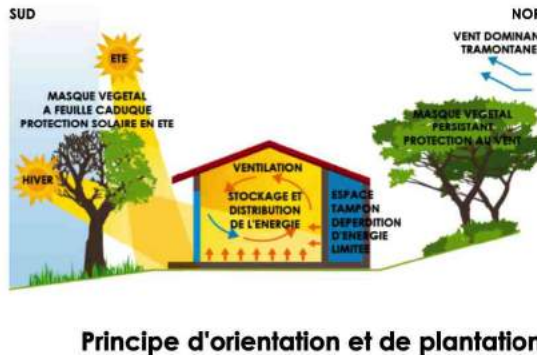 SUD
NOR
VENT DOMINAN
TRAMONTANE
ETE
MASQUE VEGETAL
A FEUILLE CADUQUE
PROTECTION SOLAIRE EN ETE
MASQUE VEGETAL
PERSISTANT
PROTECTION AU VENT
HIVER
VENTILATION
STOCKAGE ET
DISTRIBUTION
DE L'ENERGIE
ESPACE
TAMPON
DEPERDITION
D'ENERGIE
LIMITEE
Principe d'orientation et de plantation